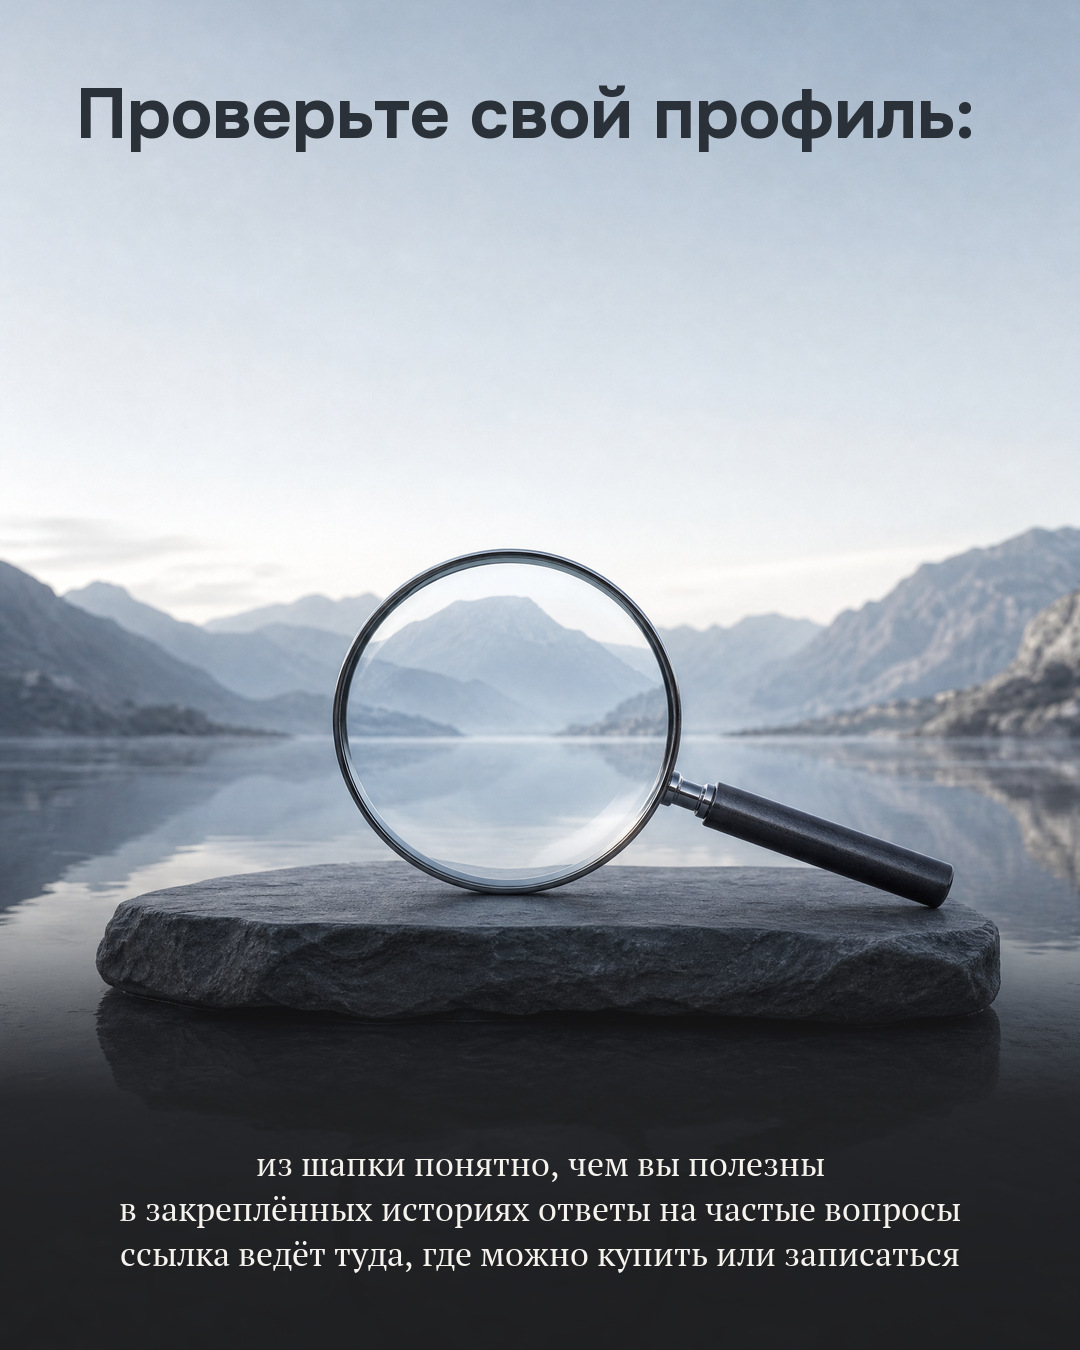 Проверьте свой профиль:
из шапки понятно, чем вы полезны
в закреплённых историях ответы на частые вопросы
ссылка ведёт туда, где можно купить или записаться